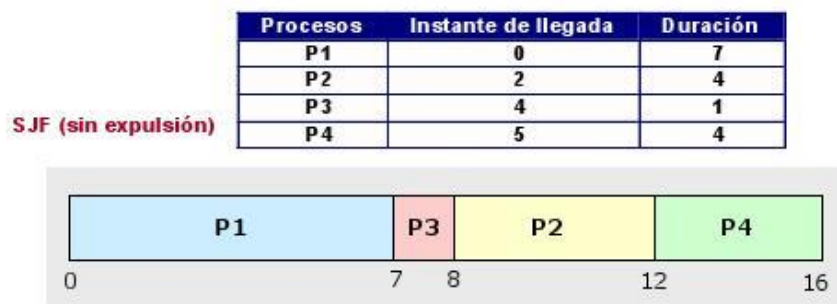 Procesos Instante de llegada Duración
P1 0 7
P2 2 4
P3 4 1
SJF (sin expulsión)
P4 5 4
P1 P3 P2 P4
0 7 8 12 16